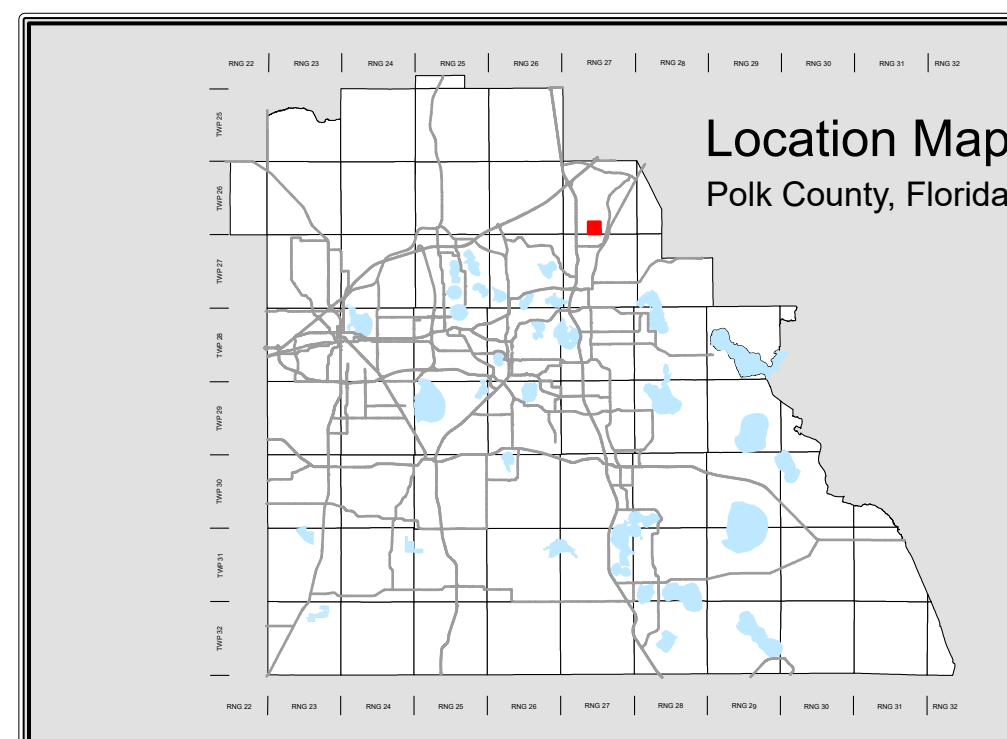 RNG 22 RNG 23 RNG 24 RNG 25 RNG 26 RNG 27 RNG 28 RNG 29 RNG 30 RNG 31 RNG 32
Location Map
Polk County, Florida
TWP 25
TWP 26
TWP 27
TWP 28
TWP 29
TWP 30
TWP 31
TWP 32
RNG 22 RNG 23 RNG 24 RNG 25 RNG 26 RNG 27 RNG 28 RNG 29 RNG 30 RNG 31 RNG 32